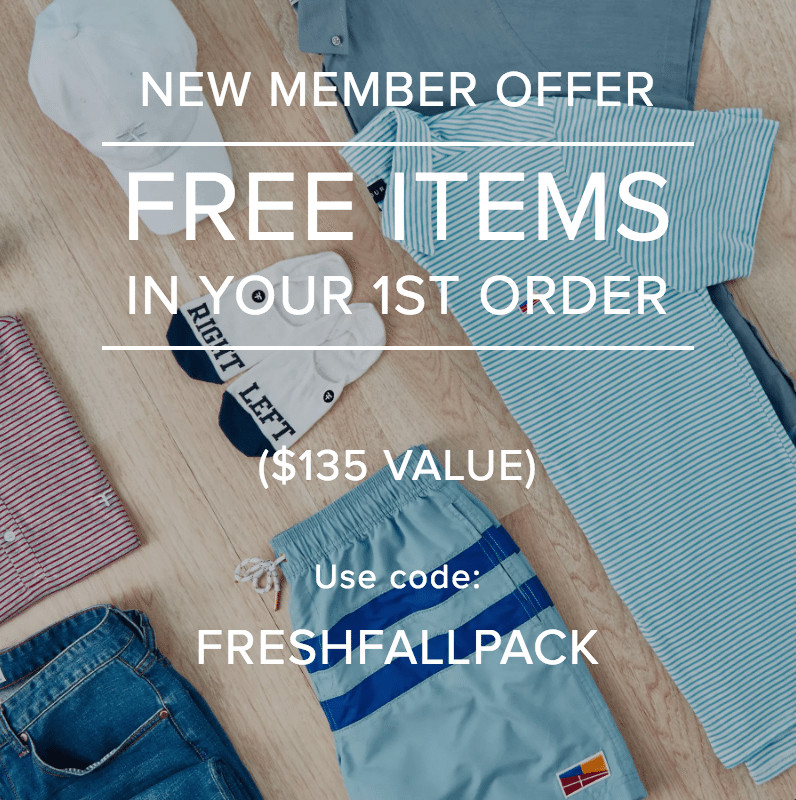 NEW MEMBER OFFER
FREE ITEMS
IN YOUR 1ST ORDER
RIGHT
LEFT
($135 VALUE)
Use code:
FRESHFALLPACK